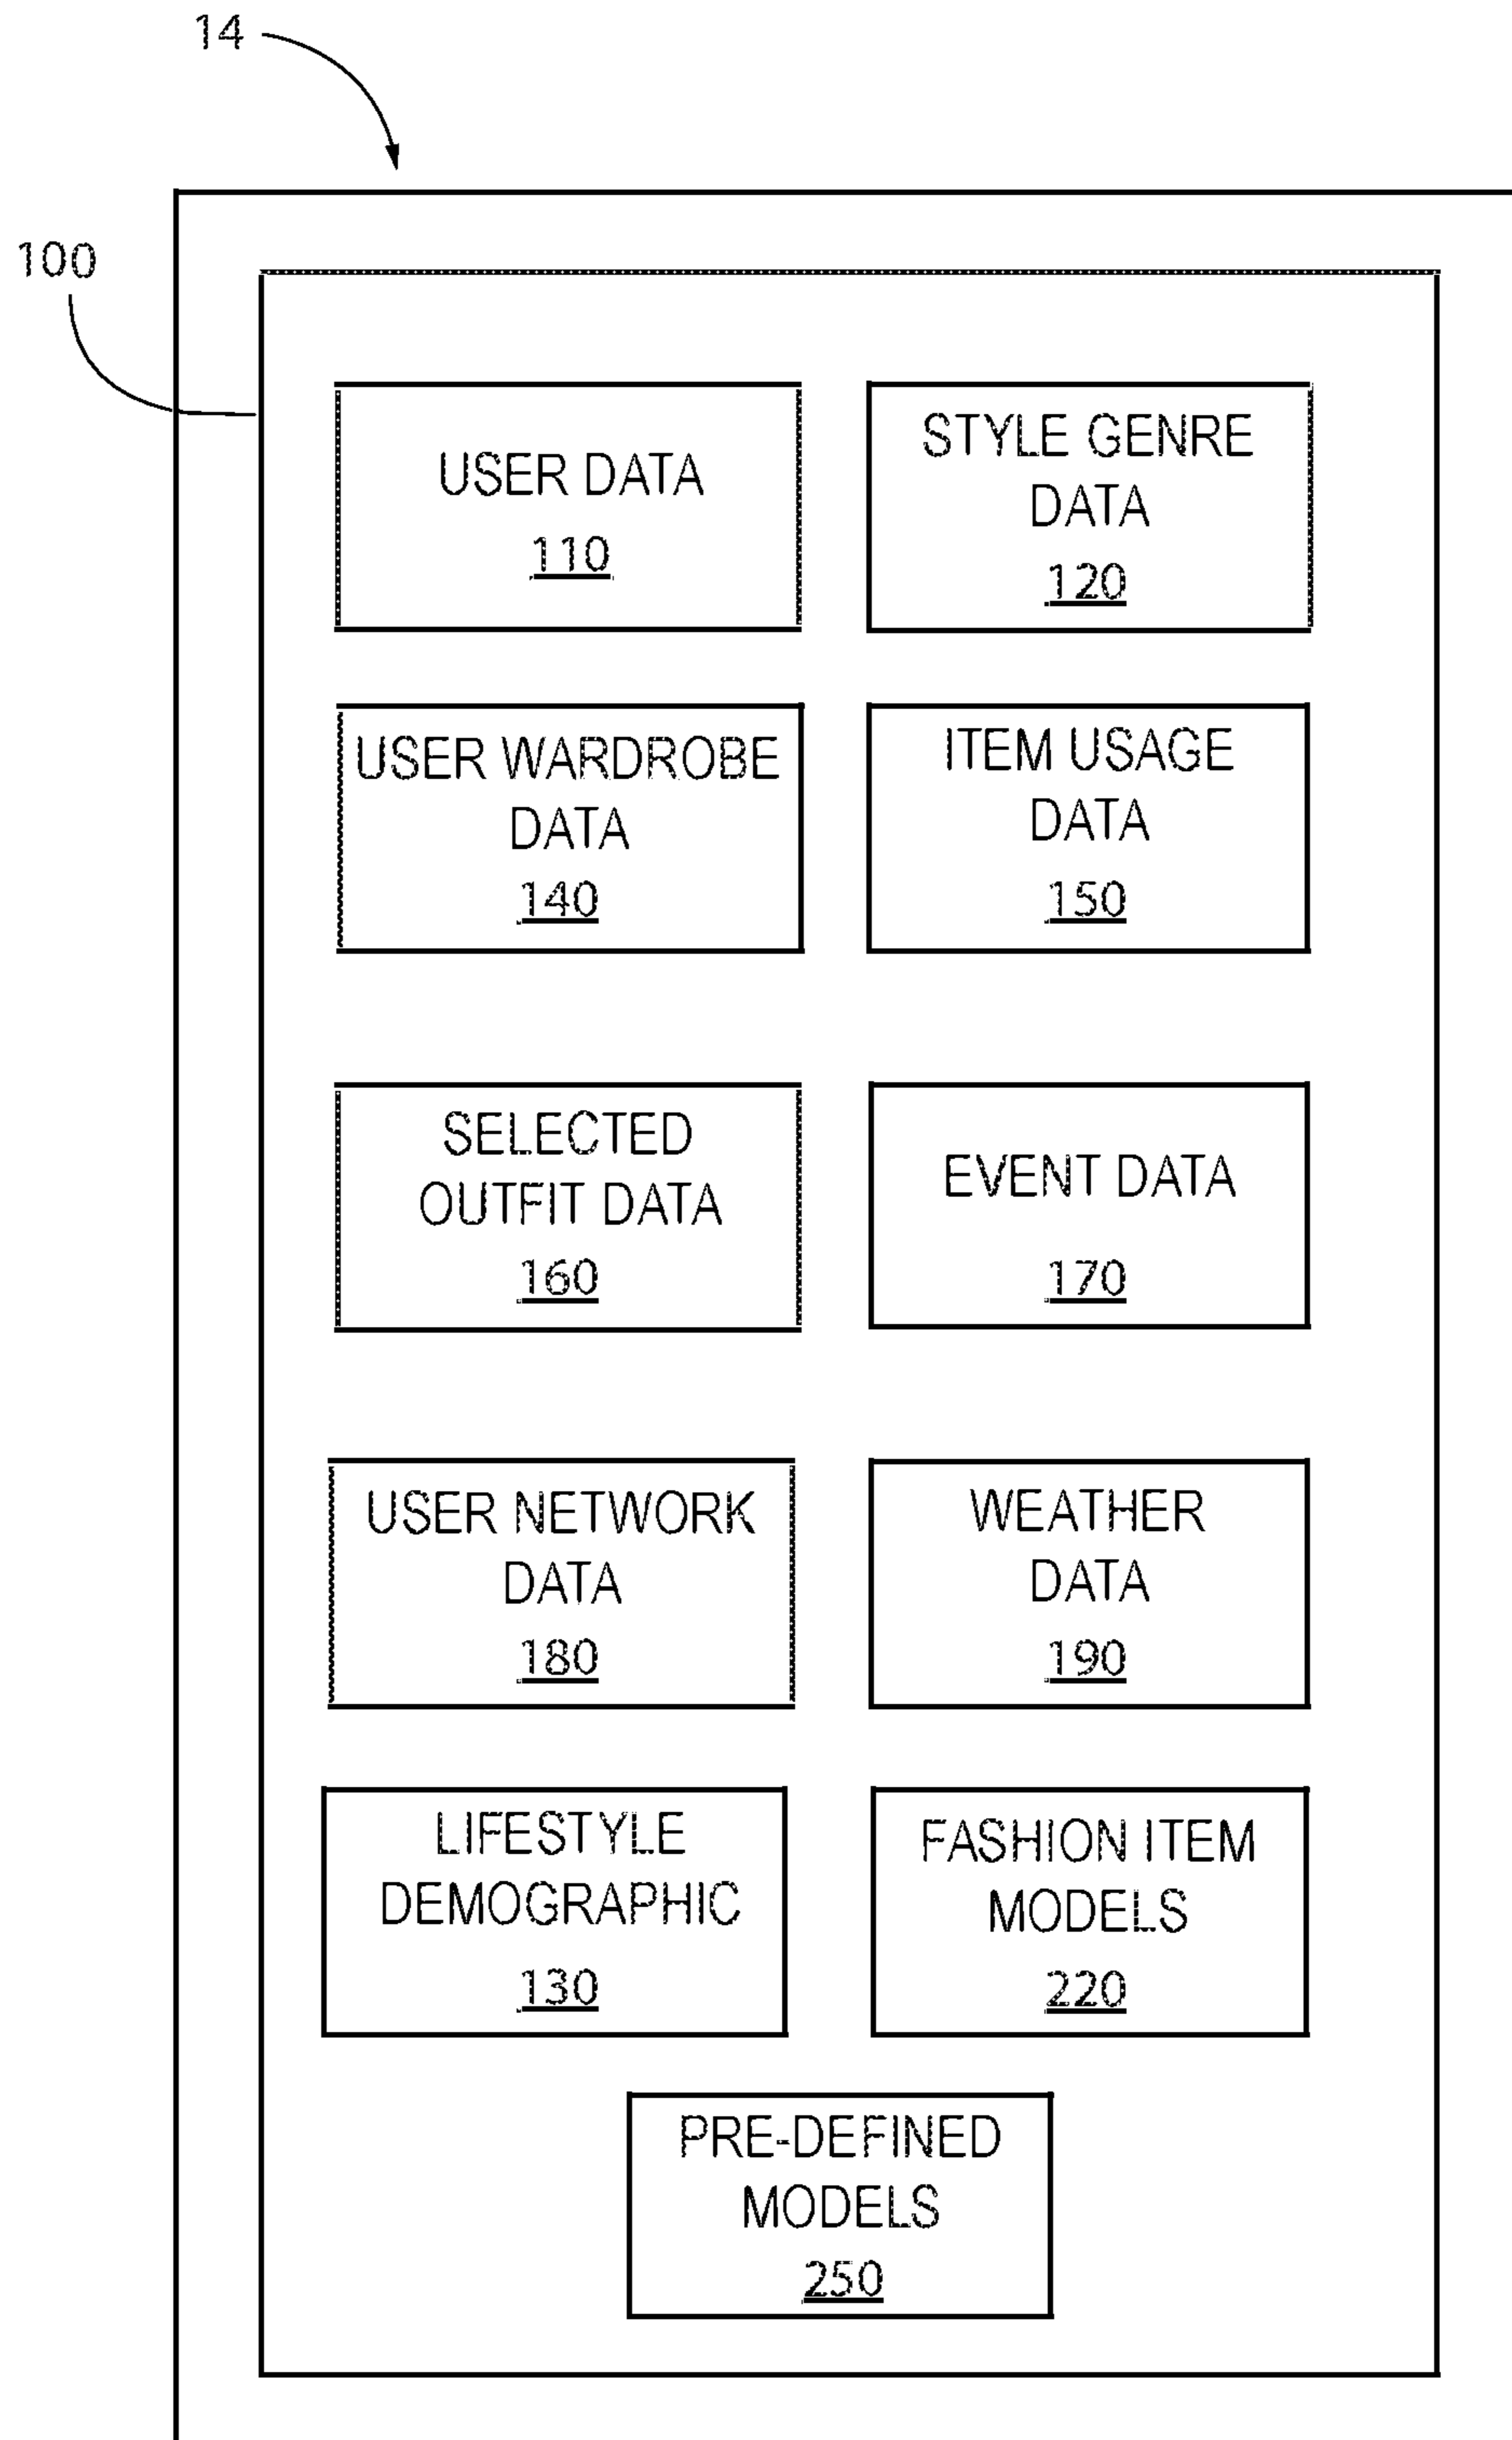 14
100
USER DATA
110
STYLE GENRE
DATA
120
USER WARDROBE
DATA
140
ITEM USAGE
DATA
150
SELECTED
OUTFIT DATA
160
EVENT DATA
170
USER NETWORK
DATA
180
WEATHER
DATA
190
LIFESTYLE
DEMOGRAPHIC
130
FASHION ITEM
MODELS
220
PRE-DEFINED
MODELS
250